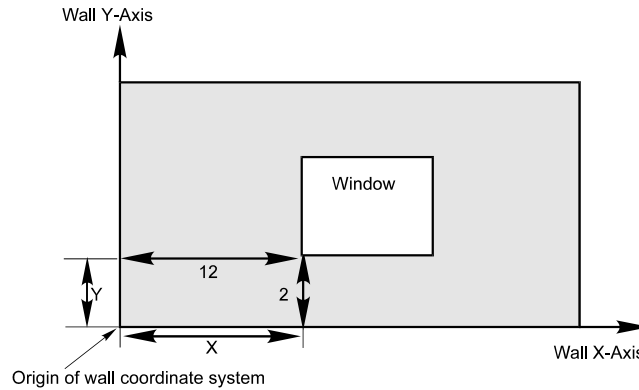 Wall Y-Axis
Window
12
Y
2
X
Wall X-Axis
Origin of wall coordinate system